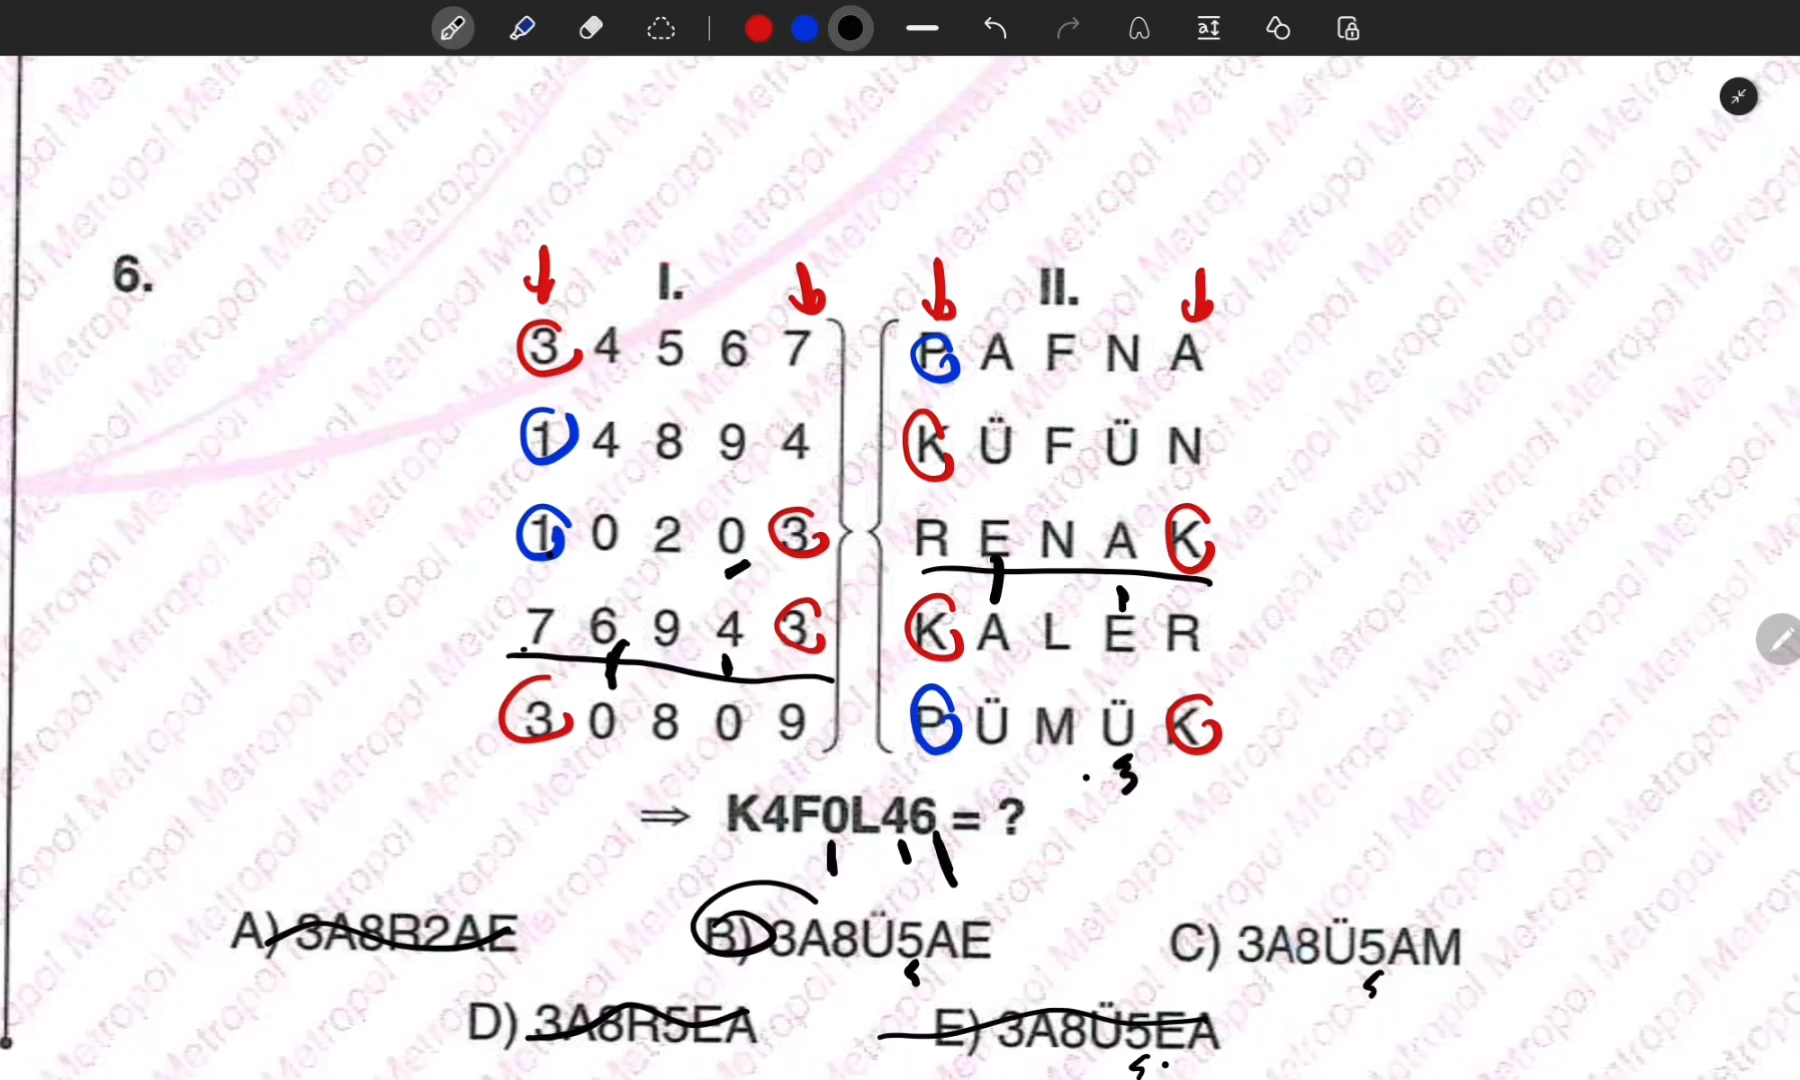 6.
I. II.
3 4 5 6 7 P A F N A
1 4 8 9 4 K Ü F Ü N
1 0 2 0 3 R E N A K
7 6 9 4 3 K A L E R
3 0 8 0 9 P Ü M Ü K
⇒ K4F0L46 = ?
A) 3A8R2AE B) 3A8Ü5AE C) 3A8Ü5AM
D) 3A8R5EA E) 3A8Ü5EA